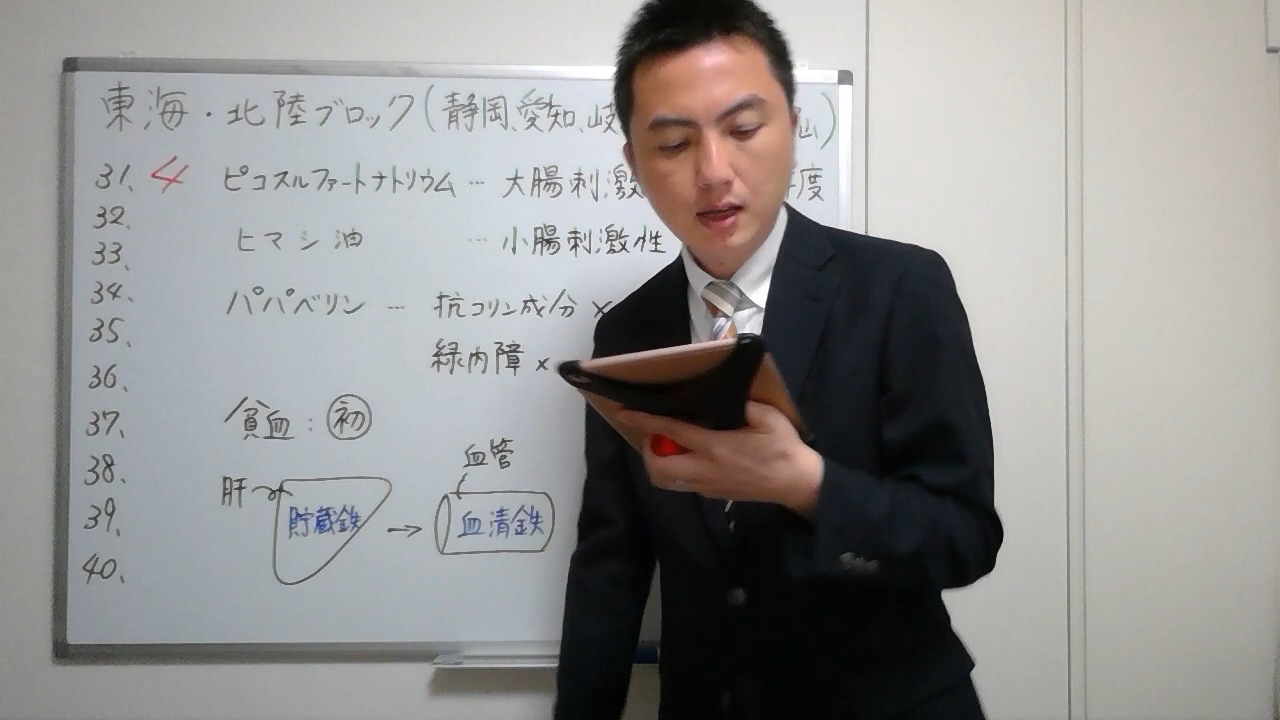 東海・北陸ブロック(静岡、愛知、岐 山)
31、4 ピコスルファートナトリウム … 大腸刺激 度
32、
ヒマシ油 … 小腸刺激性
33、
34、 パパベリン … 抗コリン成分 ×
35、
緑内障 ×
36、
37、 貧血 : 初
血管
38、
肝
39、 貯蔵鉄 → 血清鉄
40、